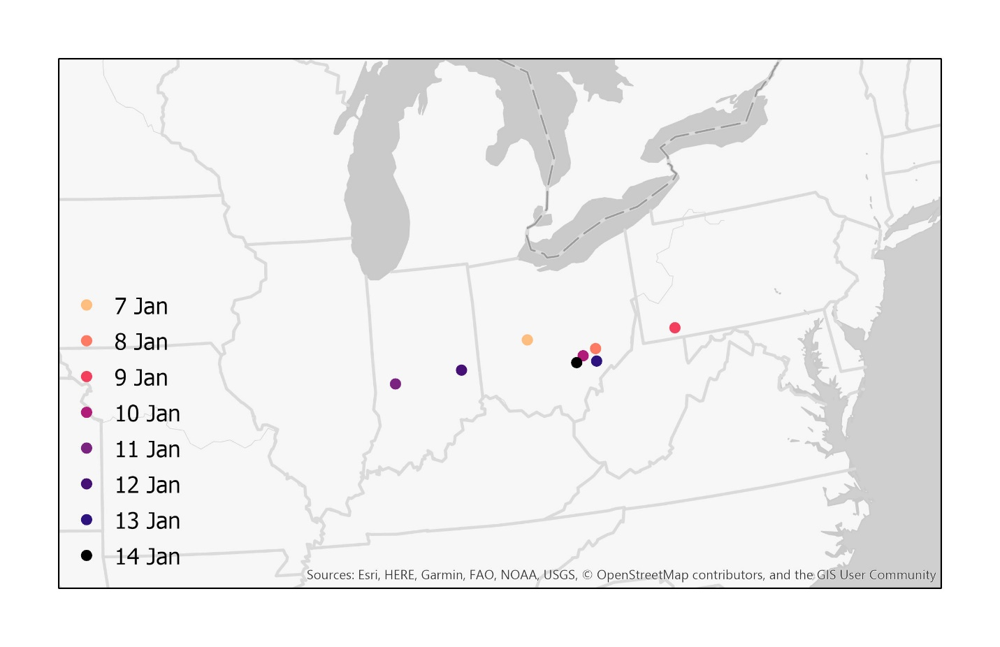 7 Jan
8 Jan
9 Jan
10 Jan
11 Jan
12 Jan
13 Jan
14 Jan
Sources: Esri, HERE, Garmin, FAO, NOAA, USGS, © OpenStreetMap contributors, and the GIS User Community